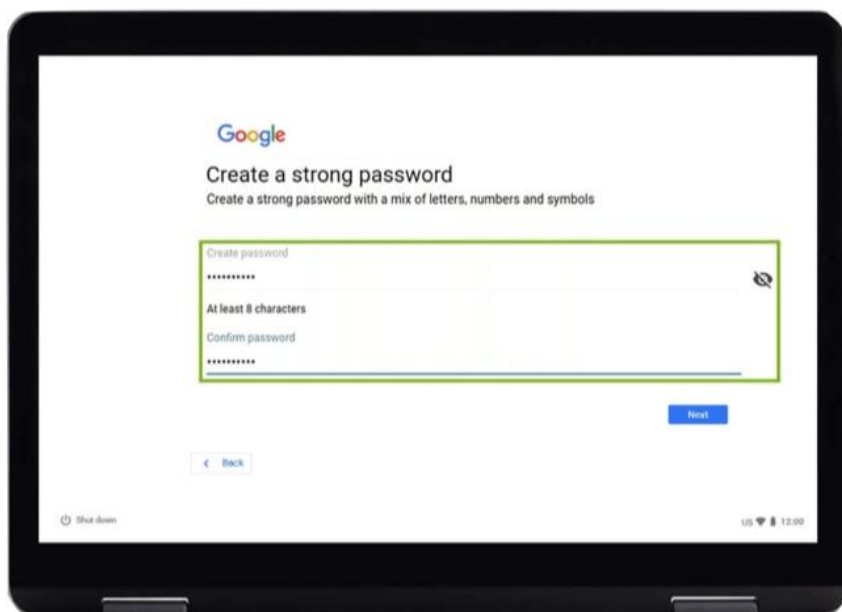 Google
Create a strong password
Create a strong password with a mix of letters, numbers and symbols
Create password
••••••••••
At least 8 characters
Confirm password
••••••••••
Next
Back
Shut down
US 12:00